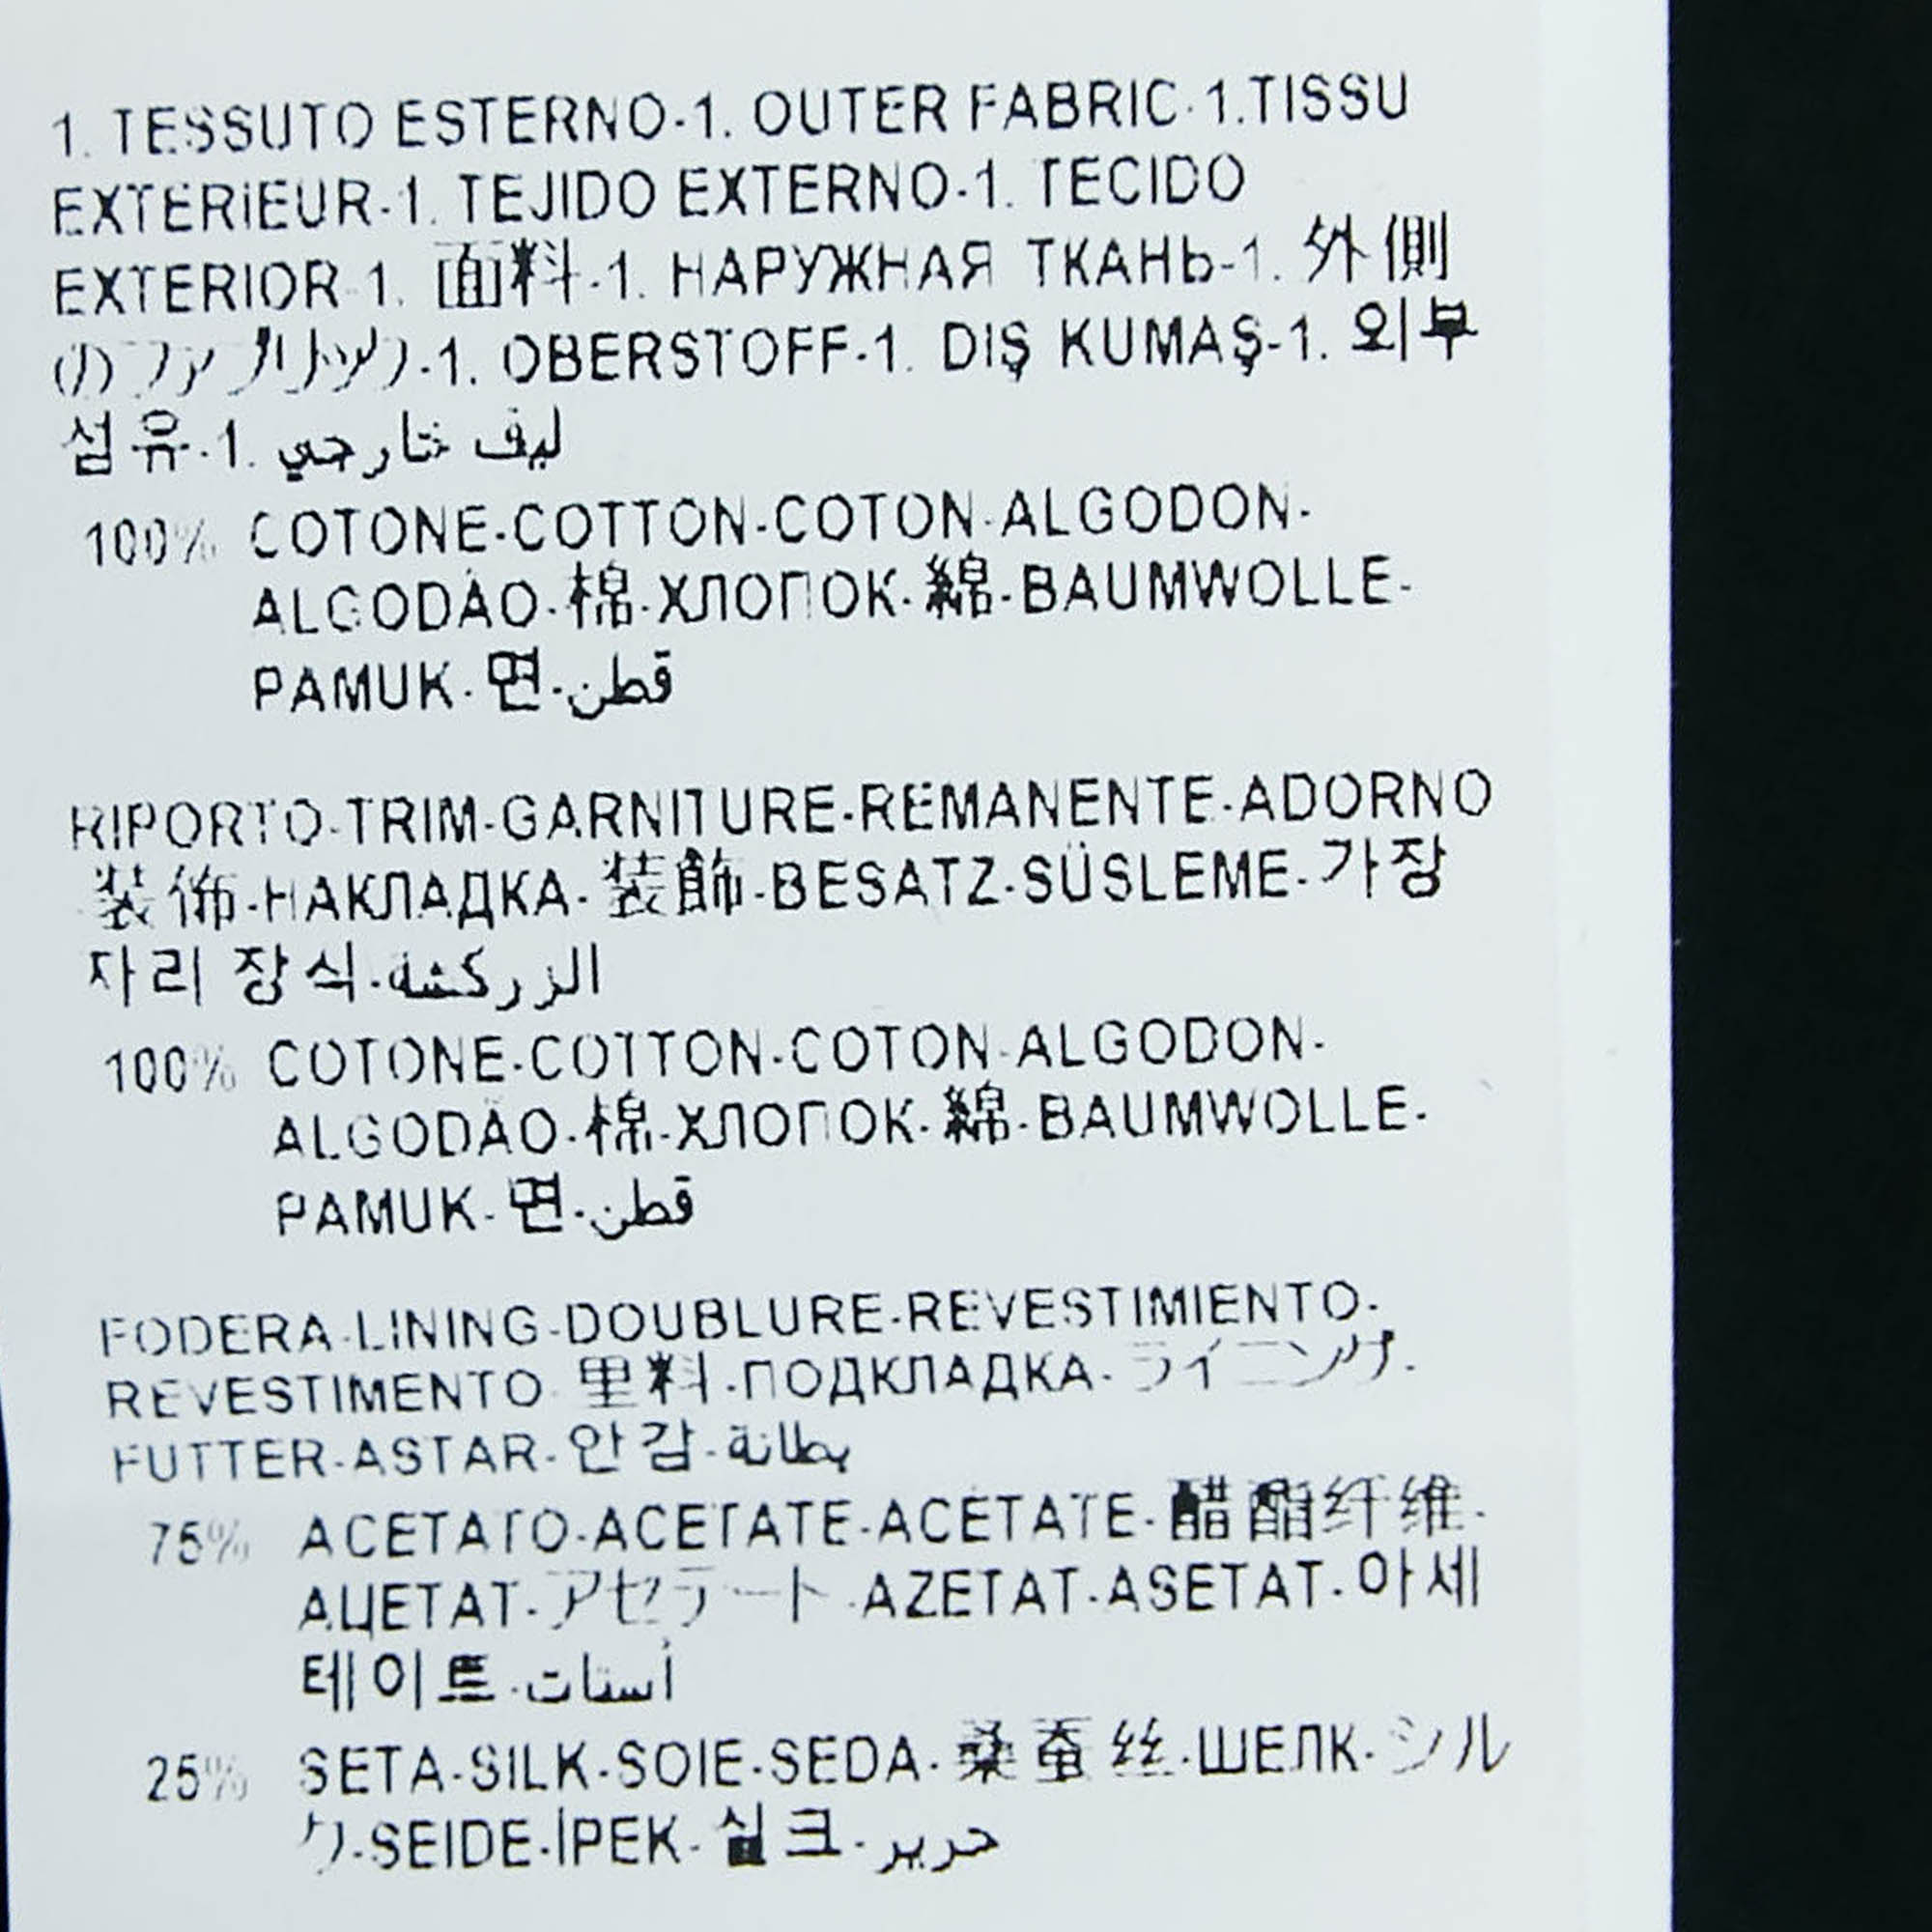 1. TESSUTO ESTERNO-1. OUTER FABRIC-1.TISSU
EXTERIEUR-1. TEJIDO EXTERNO-1. TECIDO
EXTERIOR-1. 面料-1. НАРУЖНАЯ ТКАНЬ-1. 外側
のファブリック-1. OBERSTOFF-1. DIŞ KUMAŞ-1. 외부
섬유-1. ليف خارجي
100% COTONE-COTTON-COTON-ALGODON-
ALGODÃO-棉-ХЛОПОК-綿-BAUMWOLLE-
PAMUK-면-قطن
RIPORTO-TRIM-GARNITURE-REMANENTE-ADORNO
装饰-НАКЛАДКА-装飾-BESATZ-SÜSLEME-가장
자리 장식-الزركشة
100% COTONE-COTTON-COTON-ALGODON-
ALGODÃO-棉-ХЛОПОК-綿-BAUMWOLLE-
PAMUK-면-قطن
FODERA-LINING-DOUBLURE-REVESTIMIENTO-
REVESTIMENTO-里料-ПОДКЛАДКА-ライニング-
FUTTER-ASTAR-안감-بطانة
75% ACETATO-ACETATE-ACETATE-醋酯纤维-
АЦЕТАТ-アセテート-AZETAT-ASETAT-아세
테이트-أستات
25% SETA-SILK-SOIE-SEDA-桑蚕丝-ШЕЛК-シル
ク-SEIDE-İPEK-실크-حرير